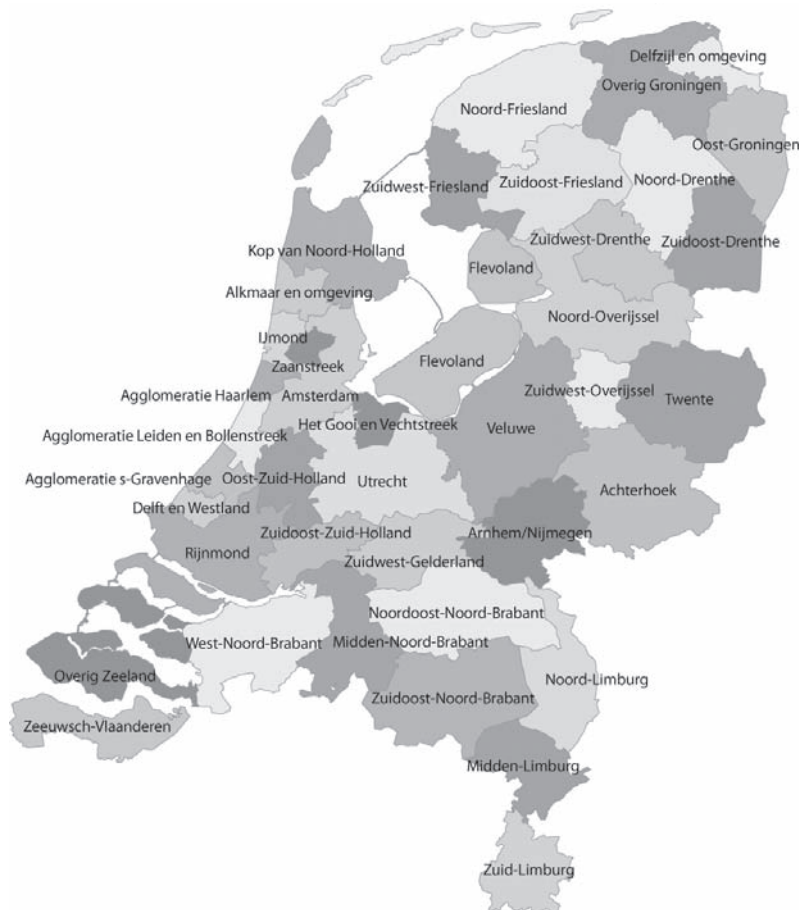 Delfzijl en omgeving
Overig Groningen
Noord-Friesland
Oost-Groningen
Noord-Drenthe
Zuidwest-Friesland
Zuidoost-Friesland
Zuidwest-Drenthe
Zuidoost-Drenthe
Kop van Noord-Holland
Flevoland
Alkmaar en omgeving
Noord-Overijssel
IJmond
Zaanstreek
Flevoland
Zuidwest-Overijssel
Agglomeratie Haarlem
Amsterdam
Twente
Het Gooi en Vechtstreek
Veluwe
Agglomeratie Leiden en Bollenstreek
Agglomeratie s-Gravenhage
Oost-Zuid-Holland
Utrecht
Achterhoek
Delft en Westland
Zuidoost-Zuid-Holland
Arnhem/Nijmegen
Rijnmond
Zuidwest-Gelderland
Noordoost-Noord-Brabant
West-Noord-Brabant
Midden-Noord-Brabant
Overig Zeeland
Noord-Limburg
Zuidoost-Noord-Brabant
Zeeuwsch-Vlaanderen
Midden-Limburg
Zuid-Limburg